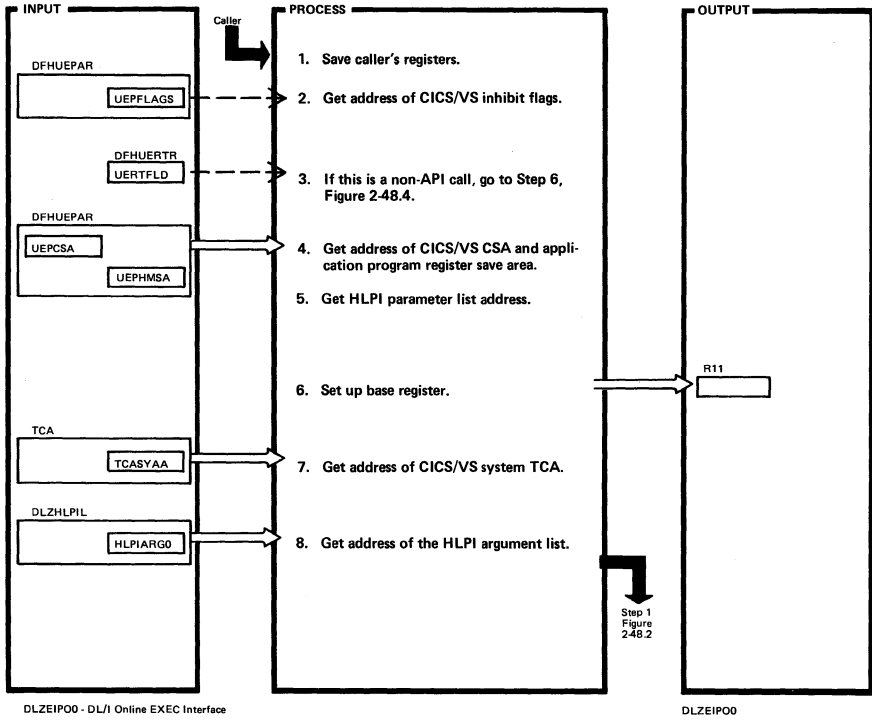 INPUT
PROCESS
OUTPUT
Caller
1. Save caller's registers.
DFHUEPAR
UEPFLAGS
2. Get address of CICS/VS inhibit flags.
DFHUERTR
UERTFLD
3. If this is a non-API call, go to Step 6,
Figure 2-48.4.
DFHUEPAR
UEPCSA
UEPHMSA
4. Get address of CICS/VS CSA and appli-
cation program register save area.
5. Get HLPI parameter list address.
6. Set up base register.
R11
TCA
TCASYAA
7. Get address of CICS/VS system TCA.
DLZHLPIL
HLPIARG0
8. Get address of the HLPI argument list.
Step 1
Figure
2-48.2
DLZEIPO0 - DL/I Online EXEC Interface
DLZEIPO0